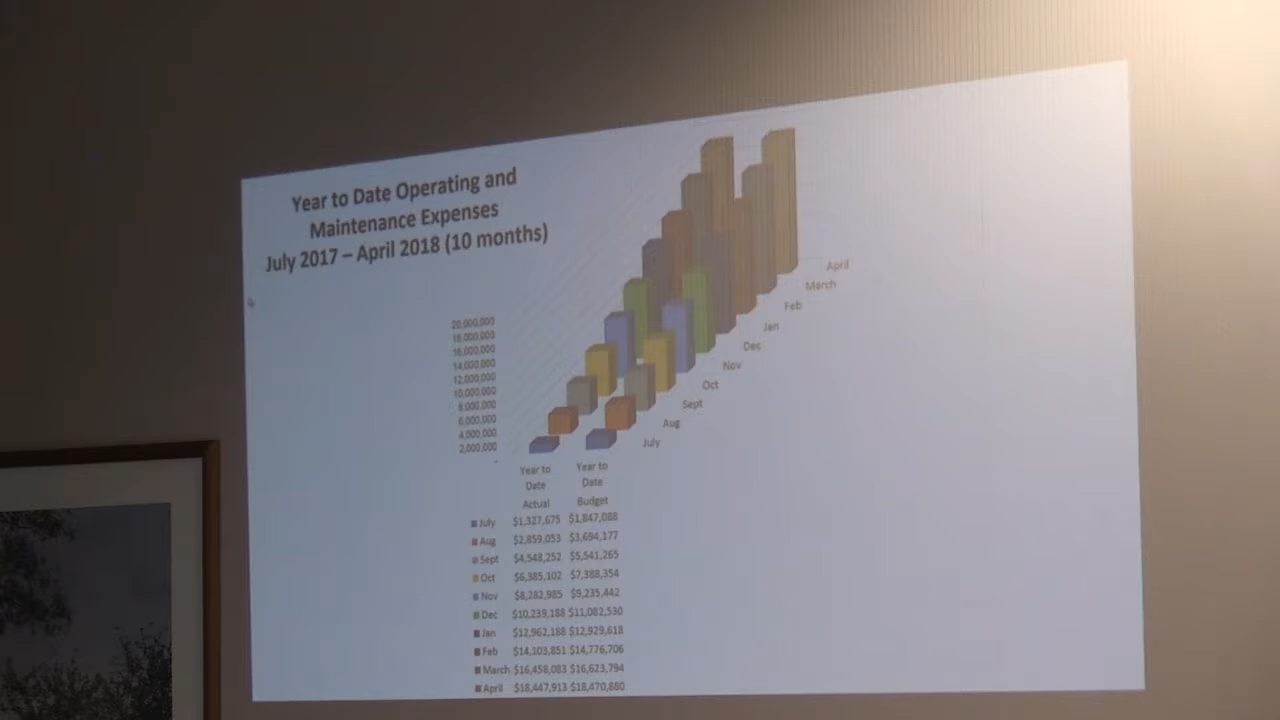 Year to Date Operating and
Maintenance Expenses
July 2017 – April 2018 (10 months)
20,000,000
18,000,000
16,000,000
14,000,000
12,000,000
10,000,000
8,000,000
6,000,000
4,000,000
2,000,000
-
April
March
Feb
Jan
Dec
Nov
Oct
Sept
Aug
July
Year to Date Actual
Year to Date Budget
July $1,327,675 $1,847,088
Aug $2,859,053 $3,694,177
Sept $4,548,252 $5,541,265
Oct $6,385,102 $7,388,354
Nov $8,282,985 $9,235,442
Dec $10,239,188 $11,082,530
Jan $12,962,188 $12,929,618
Feb $14,103,851 $14,776,706
March $16,458,083 $16,623,794
April $18,447,913 $18,470,880